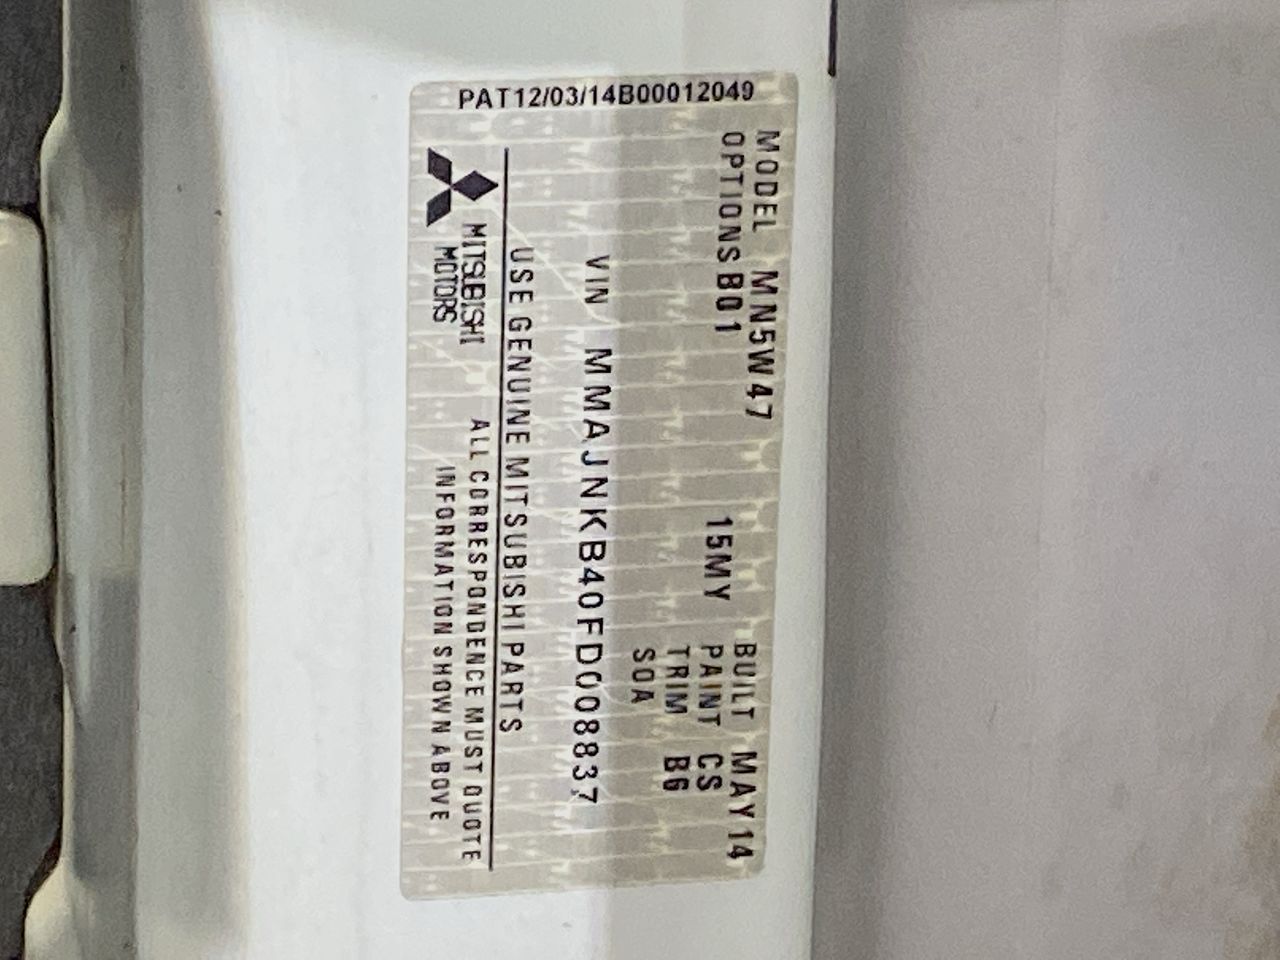 PAT12/03/14B00012049
MODEL MN5W47
OPTIONS B01
15MY
BUILT MAY 14
PAINT CS
TRIM BG
SOA
VIN MMAJNKB40FD008837
USE GENUINE MITSUBISHI PARTS
MITSUBISHI
MOTORS
ALL CORRESPONDENCE MUST QUOTE
INFORMATION SHOWN ABOVE